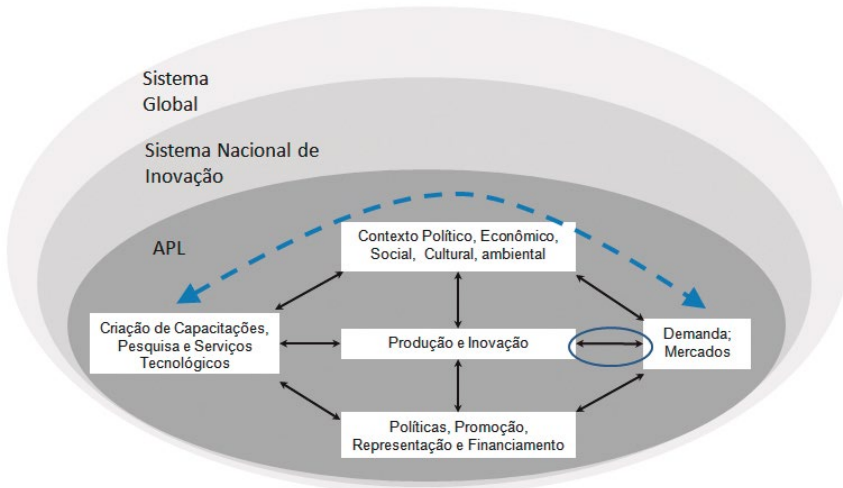 Sistema
Global
Sistema Nacional de
Inovação
APL
Contexto Político, Econômico,
Social, Cultural, ambiental
Criação de Capacitações,
Pesquisa e Serviços
Tecnológicos
Produção e Inovação
Demanda;
Mercados
Políticas, Promoção,
Representação e Financiamento